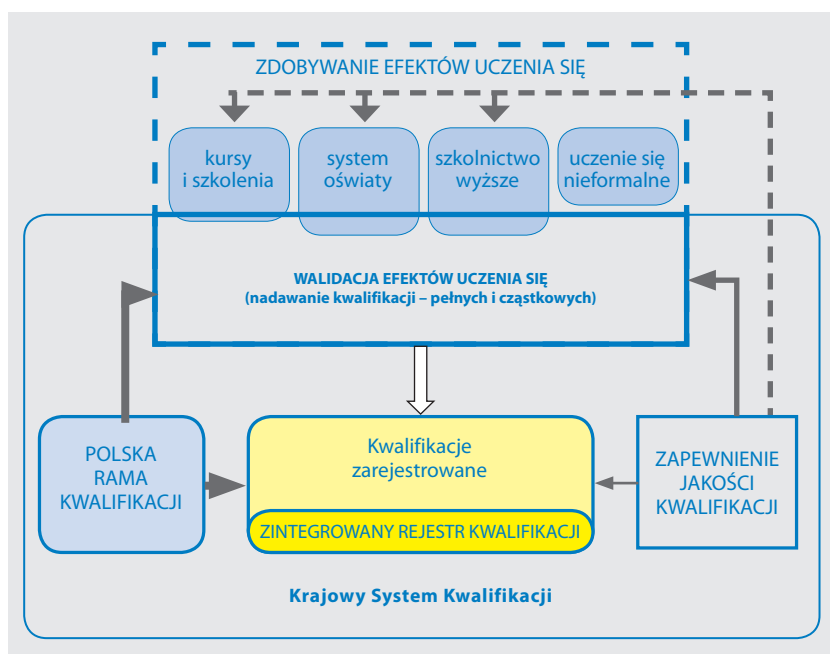 ZDOBYWANIE EFEKTÓW UCZENIA SIĘ
kursy
i szkolenia
system
oświaty
szkolnictwo
wyższe
uczenie się
nieformalne
WALIDACJA EFEKTÓW UCZENIA SIĘ
(nadawanie kwalifikacji – pełnych i cząstkowych)
POLSKA
RAMA
KWALIFIKACJI
Kwalifikacje
zarejestrowane
ZINTEGROWANY REJESTR KWALIFIKACJI
ZAPEWNIENIE
JAKOŚCI
KWALIFIKACJI
Krajowy System Kwalifikacji